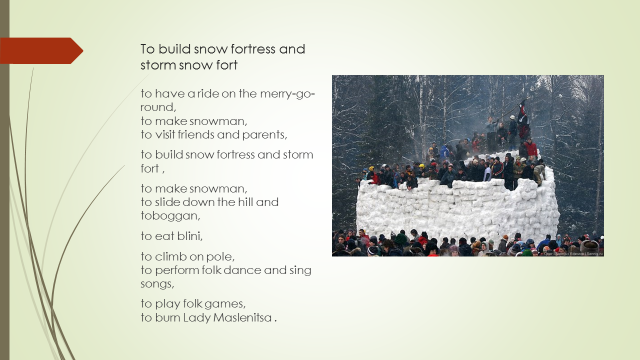 To build snow fortress and
storm snow fort
to have a ride on the merry-go-
round,
to make snowman,
to visit friends and parents,
to build snow fortress and storm
fort ,
to make snowman,
to slide down the hill and
toboggan,
to eat blini,
to climb on pole,
to perform folk dance and sing
songs,
to play folk games,
to burn Lady Maslenitsa .